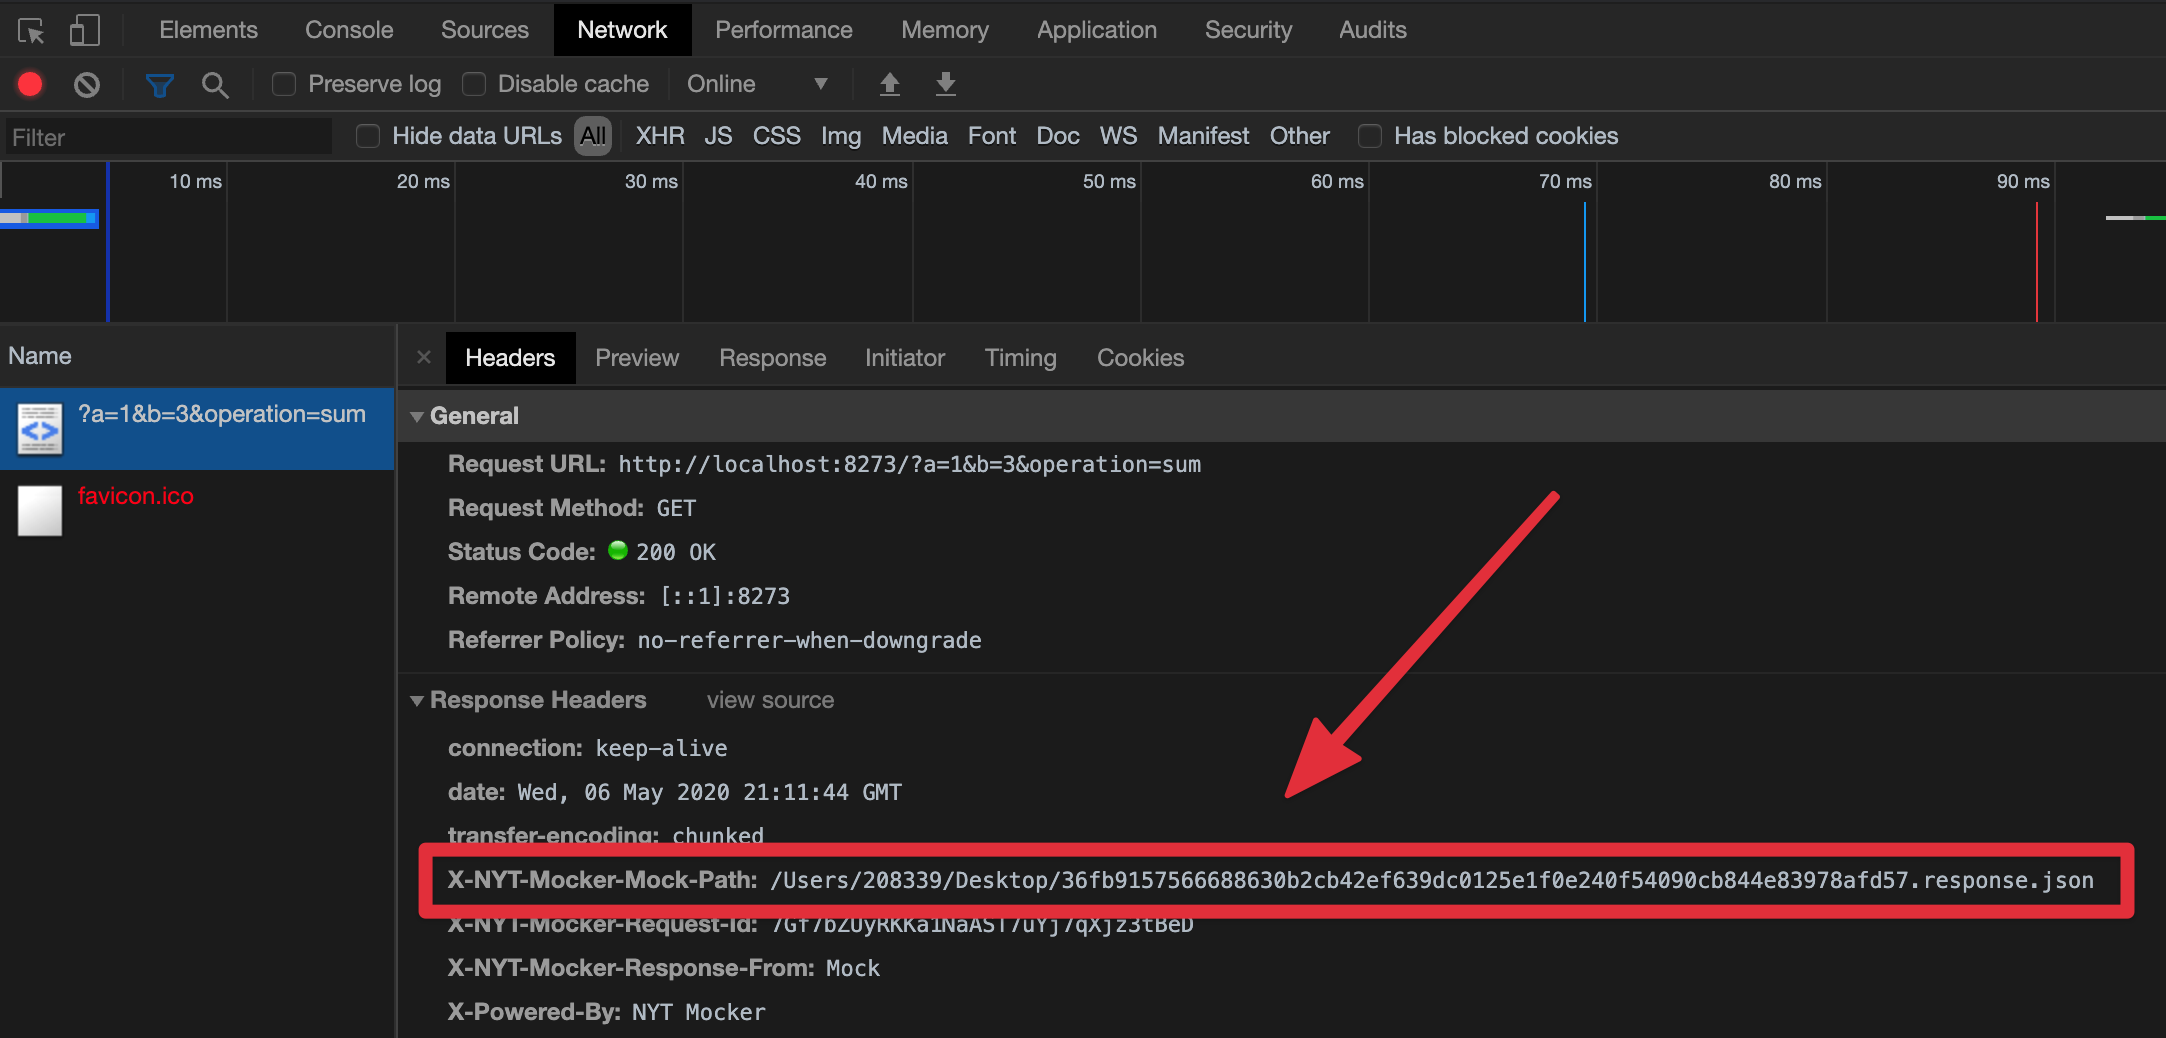 Elements Console Sources Network Performance Memory Application Security Audits
Preserve log Disable cache Online
Filter Hide data URLs All XHR JS CSS Img Media Font Doc WS Manifest Other Has blocked cookies
10 ms 20 ms 30 ms 40 ms 50 ms 60 ms 70 ms 80 ms 90 ms
Name
?a=1&b=3&operation=sum
favicon.ico
× Headers Preview Response Initiator Timing Cookies
General
Request URL: http://localhost:8273/?a=1&b=3&operation=sum
Request Method: GET
Status Code: 200 OK
Remote Address: [::1]:8273
Referrer Policy: no-referrer-when-downgrade
Response Headers view source
connection: keep-alive
date: Wed, 06 May 2020 21:11:44 GMT
transfer-encoding: chunked
X-NYT-Mocker-Mock-Path: /Users/208339/Desktop/36fb9157566688630b2cb42ef639dc0125e1f0e240f54090cb844e83978afd57.response.json
X-NYT-Mocker-Request-Id:
X-NYT-Mocker-Response-From: Mock
X-Powered-By: NYT Mocker